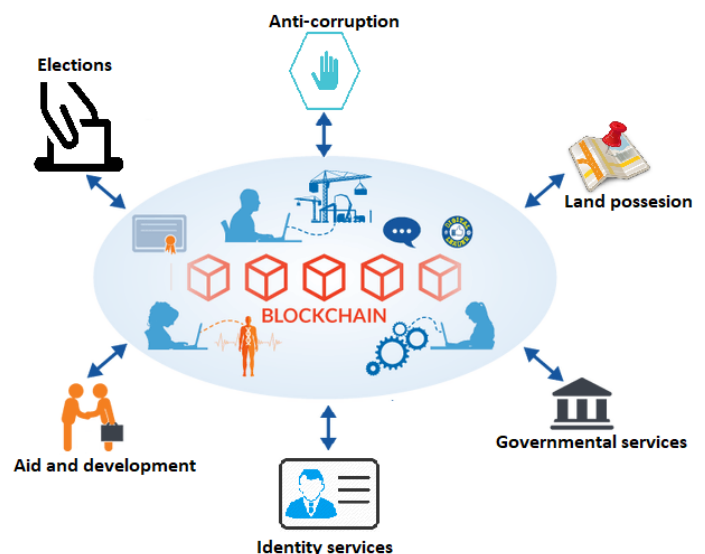 Anti-corruption
Elections
Land possesion
BLOCKCHAIN
Governmental services
Aid and development
Identity services